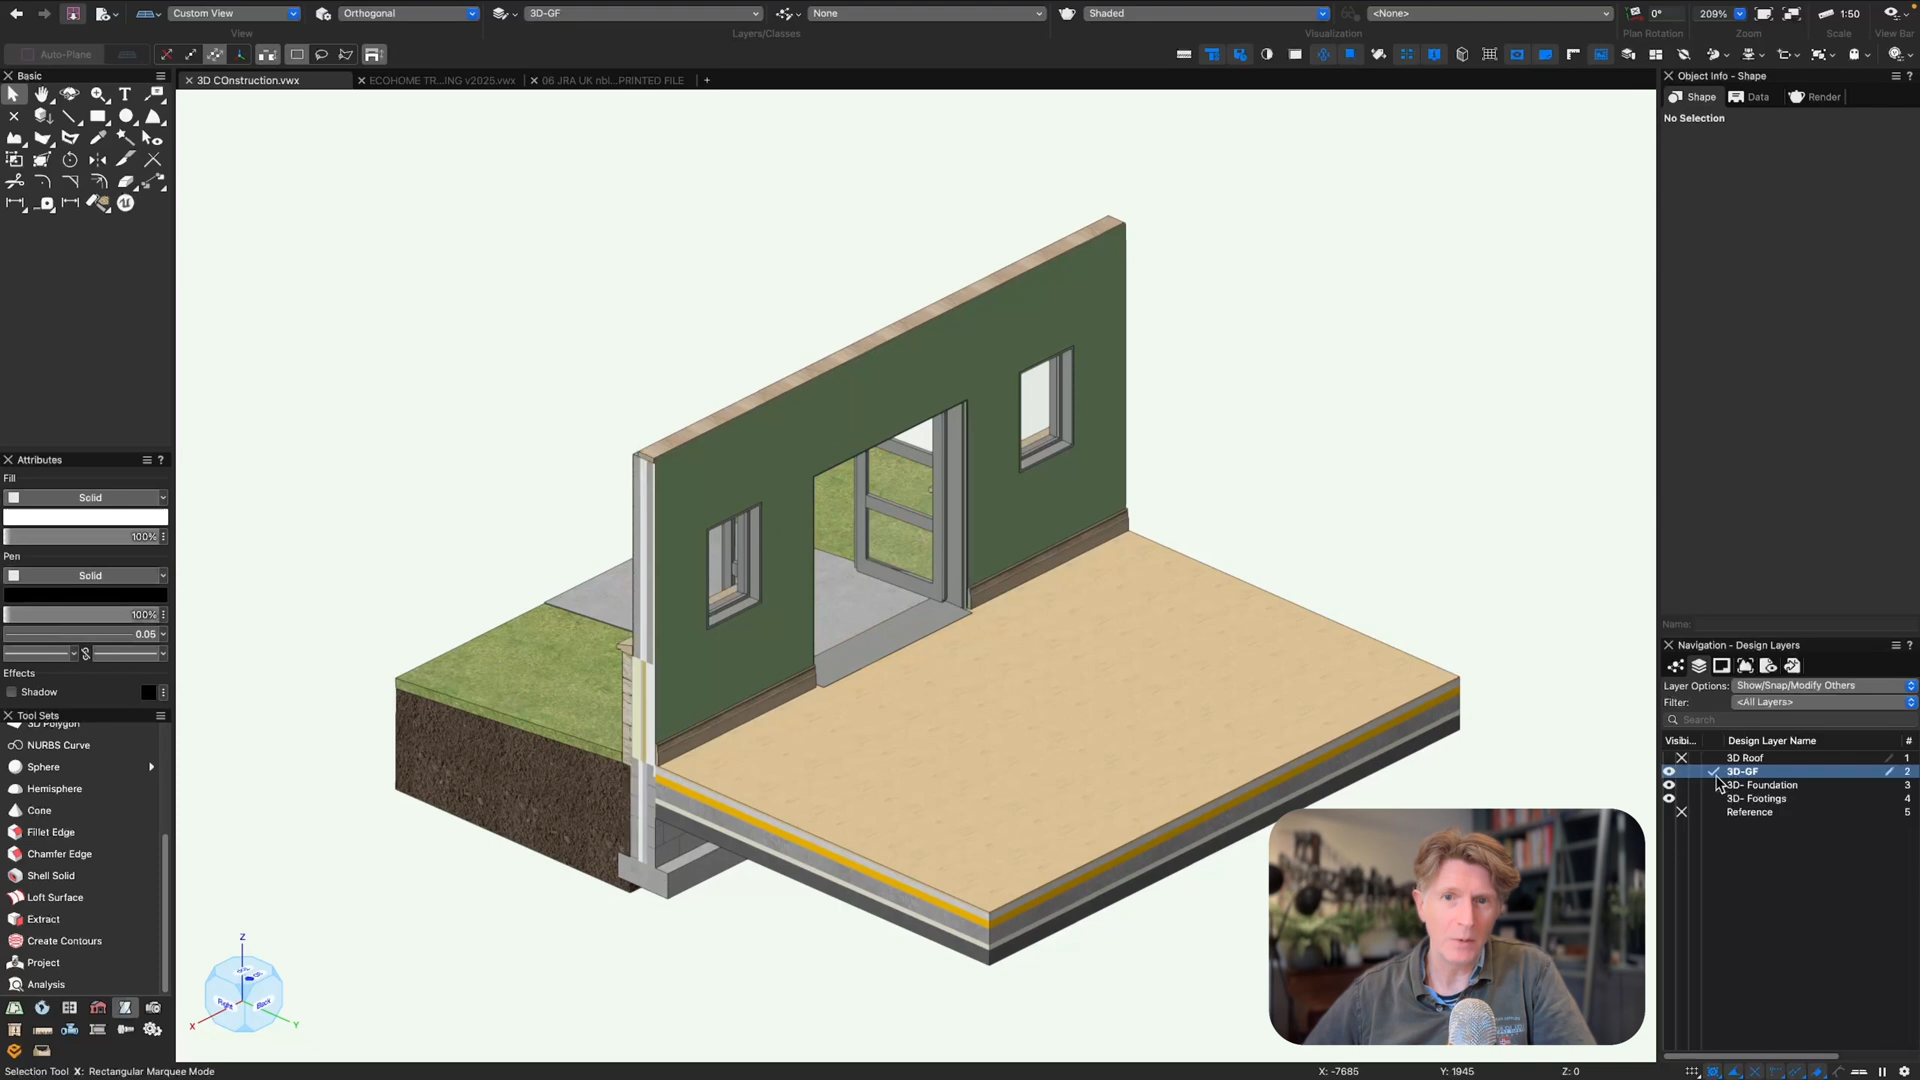 Custom View
Orthogonal
3D-GF
None
Shaded
<None>
0°
209%
1:50
View
Layers/Classes
Visualization
Plan Rotation
Zoom
Scale
View Bar
Auto-Plane
Basic
3D COnstruction.vwx
ECOHOME TR...ING v2025.vwx
06 JRA UK nbl...PRINTED FILE
+
Object Info - Shape
Shape
Data
Render
No Selection
Attributes
Fill
Solid
100%
Pen
Solid
100%
0.05
Effects
Shadow
Tool Sets
3D Polygon
NURBS Curve
Sphere
Hemisphere
Cone
Fillet Edge
Chamfer Edge
Shell Solid
Loft Surface
Extract
Create Contours
Project
Analysis
Z
Right
Back
X
Y
Name:
Navigation - Design Layers
Layer Options:
Show/Snap/Modify Others
Filter:
<All Layers>
Search
Visibi...
Design Layer Name
#
3D Roof
1
3D-GF
2
3D- Foundation
3
3D- Footings
4
Reference
5
Selection Tool X: Rectangular Marquee Mode
X: -7685
Y: 1945
Z: 0